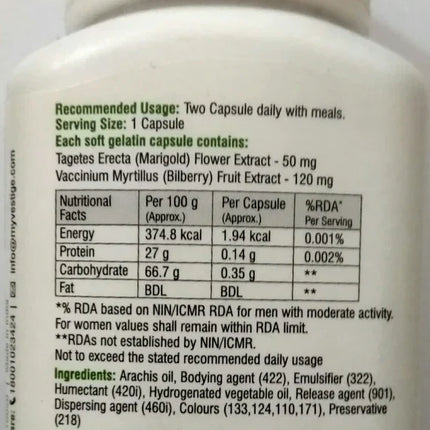 Recommended Usage: Two Capsule daily with meals.
Serving Size: 1 Capsule
Each soft gelatin capsule contains:
Tagetes Erecta (Marigold) Flower Extract - 50 mg
Vaccinium Myrtillus (Bilberry) Fruit Extract - 120 mg
Nutritional Facts Per 100 g (Approx.) Per Capsule (Approx.) %RDA* Per Serving
Energy 374.8 kcal 1.94 kcal 0.001%
Protein 27 g 0.14 g 0.002%
Carbohydrate 66.7 g 0.35 g **
Fat BDL BDL **
*% RDA based on NIN/ICMR RDA for men with moderate activity.
For women values shall remain within RDA limit.
**RDAs not established by NIN/ICMR.
Not to exceed the stated recommended daily usage
Ingredients: Arachis oil, Bodying agent (422), Emulsifier (322),
Humectant (420i), Hydrogenated vegetable oil, Release agent (901),
Dispersing agent (460i), Colours (133,124,110,171), Preservative
(218)
are: 18001023424 | info@myvestige.com